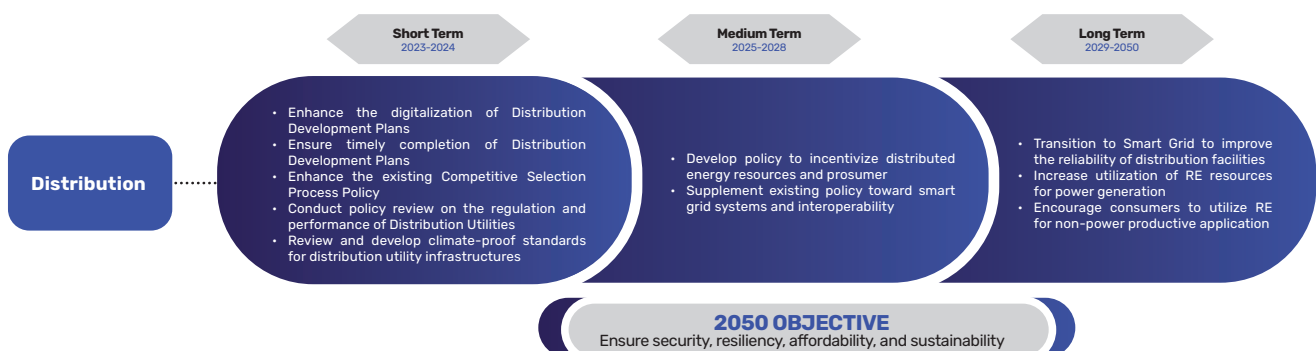 Short Term
2023-2024
Medium Term
2025-2028
Long Term
2029-2050
Distribution
• Enhance the digitalization of Distribution
Development Plans
• Ensure timely completion of Distribution
Development Plans
• Enhance the existing Competitive Selection
Process Policy
• Conduct policy review on the regulation and
performance of Distribution Utilities
• Review and develop climate-proof standards
for distribution utility infrastructures
• Develop policy to incentivize distributed
energy resources and prosumer
• Supplement existing policy toward smart
grid systems and interoperability
• Transition to Smart Grid to improve
the reliability of distribution facilities
• Increase utilization of RE resources
for power generation
• Encourage consumers to utilize RE
for non-power productive application
2050 OBJECTIVE
Ensure security, resiliency, affordability, and sustainability